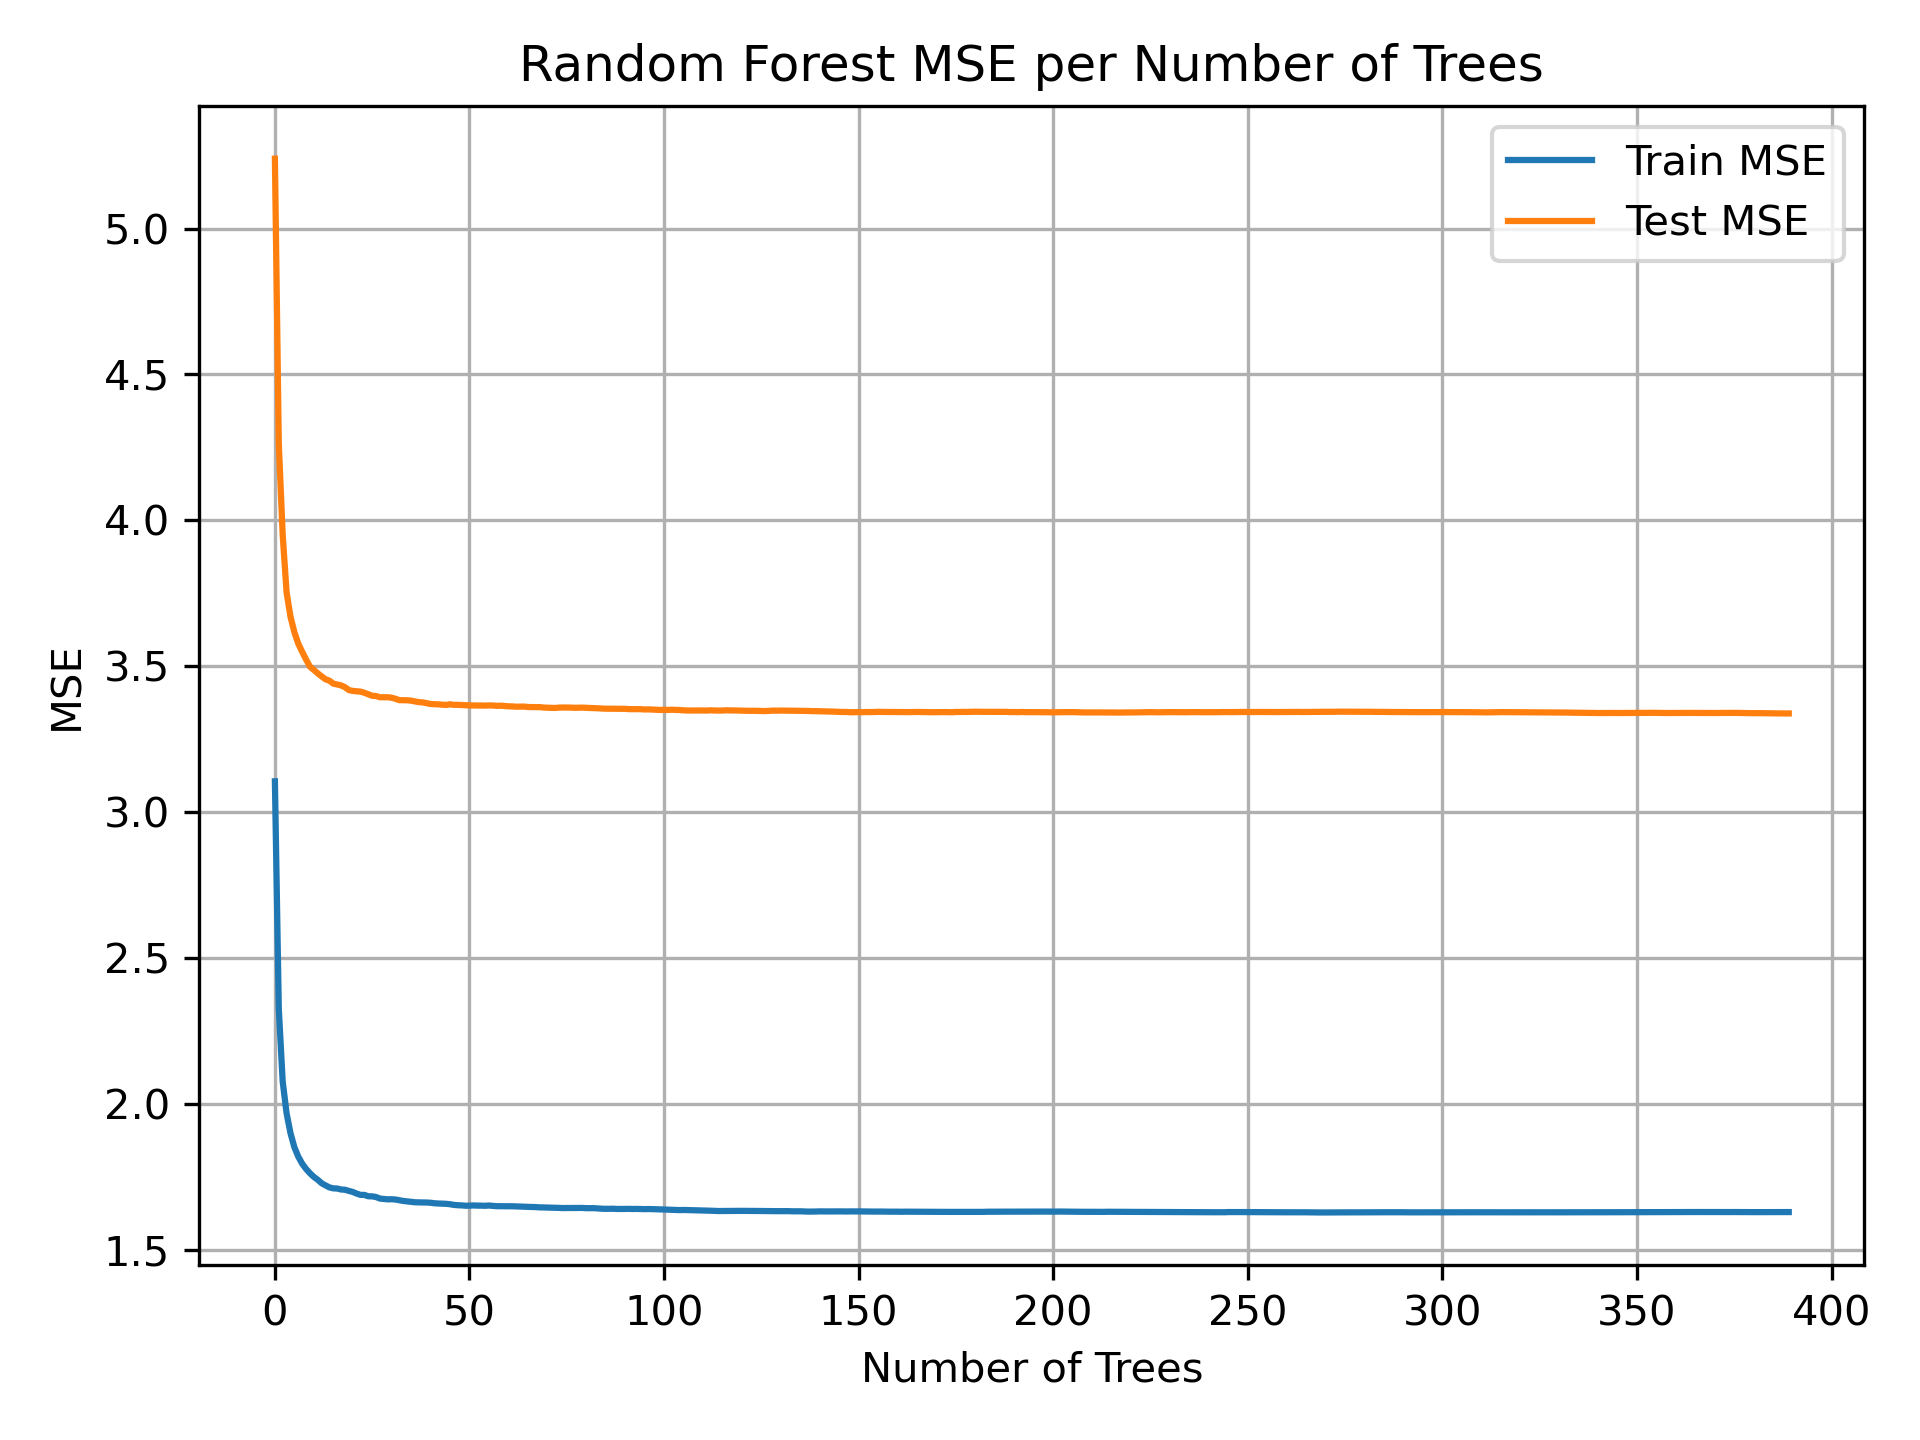 Random Forest MSE per Number of Trees
Train MSE
Test MSE
MSE
5.0
4.5
4.0
3.5
3.0
2.5
2.0
1.5
0 50 100 150 200 250 300 350 400
Number of Trees